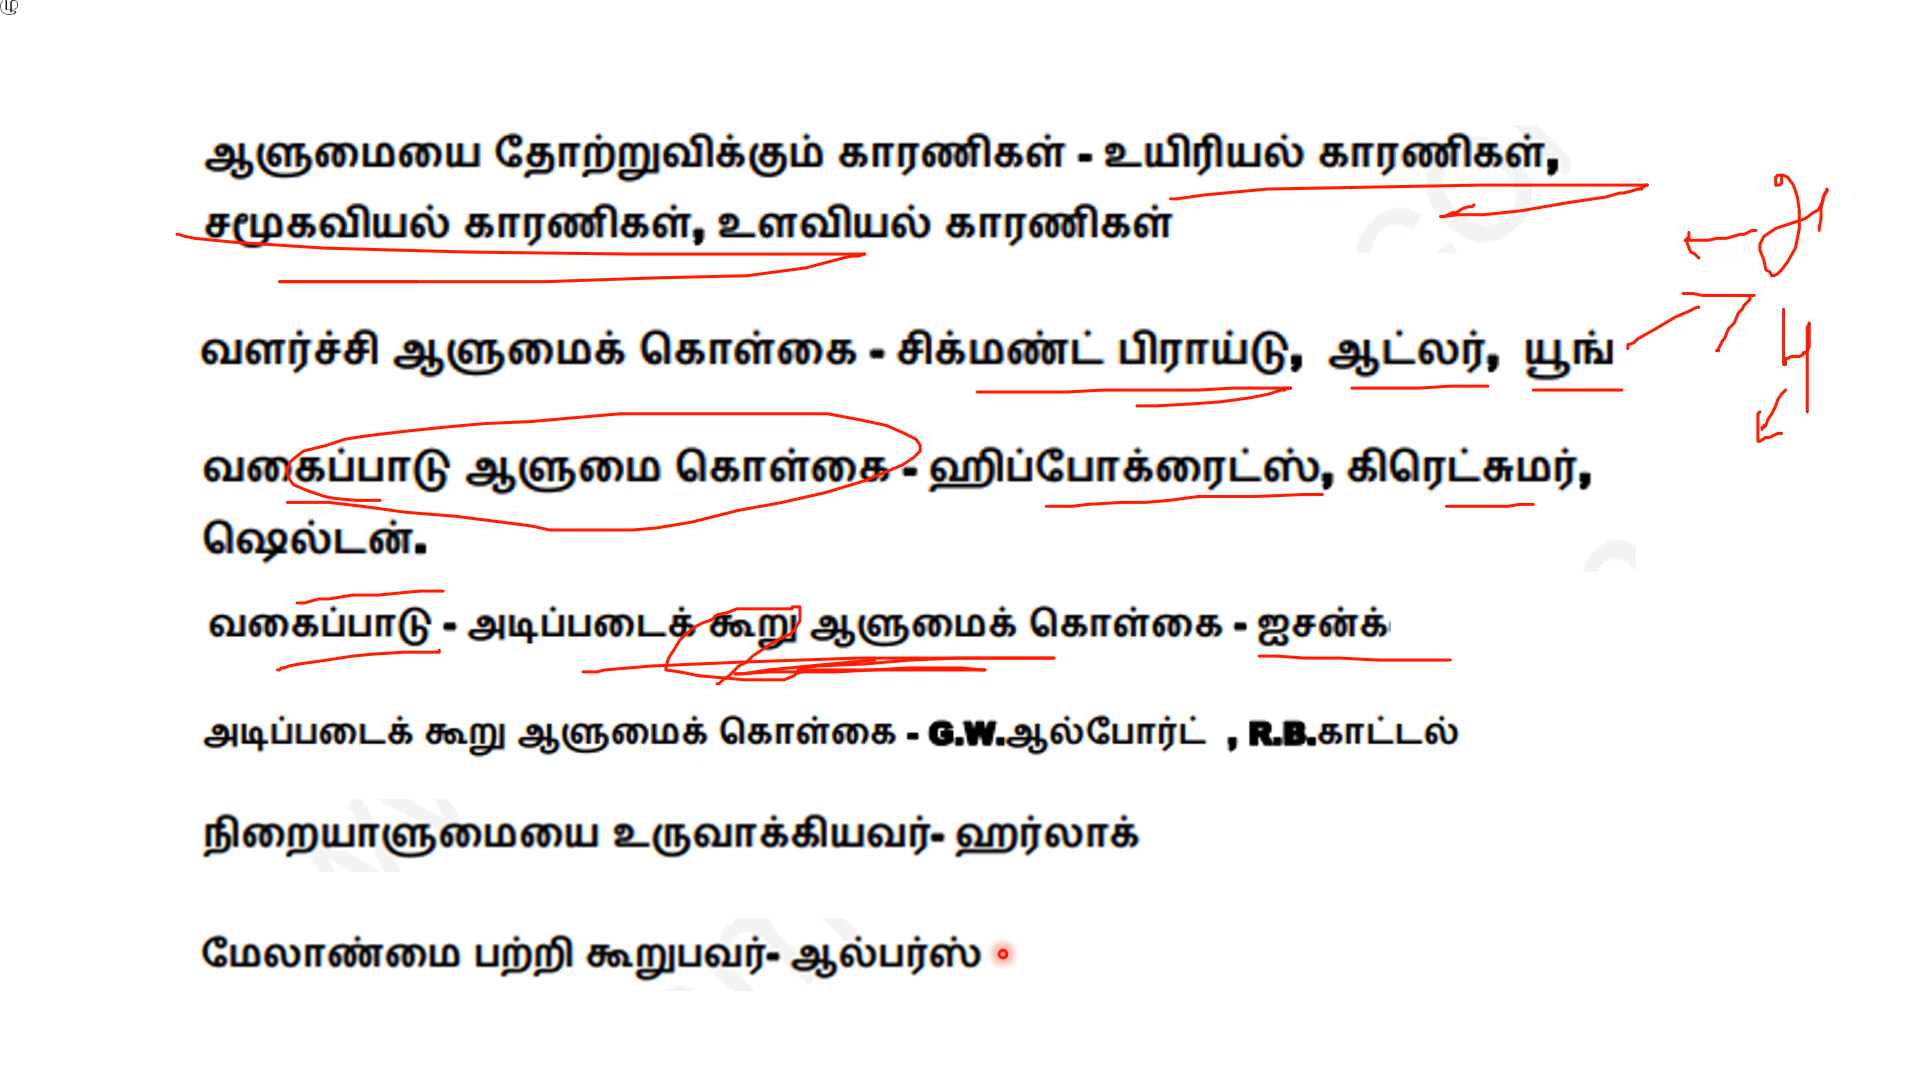 ஆளுமையை தோற்றுவிக்கும் காரணிகள் - உயிரியல் காரணிகள்,
சமூகவியல் காரணிகள், உளவியல் காரணிகள்
வளர்ச்சி ஆளுமைக் கொள்கை - சிக்மண்ட் பிராய்டு, ஆட்லர், யூங்
வகைப்பாடு ஆளுமை கொள்கை - ஹிப்போக்ரைட்ஸ், கிரெட்சுமர்,
ஷெல்டன்.
வகைப்பாடு - அடிப்படைக் கூறு ஆளுமைக் கொள்கை - ஐசன்க்
அடிப்படைக் கூறு ஆளுமைக் கொள்கை - G.W.ஆல்போர்ட் , R.B.காட்டல்
நிறையாளுமையை உருவாக்கியவர்- ஹர்லாக்
மேலாண்மை பற்றி கூறுபவர்- ஆல்பர்ஸ்